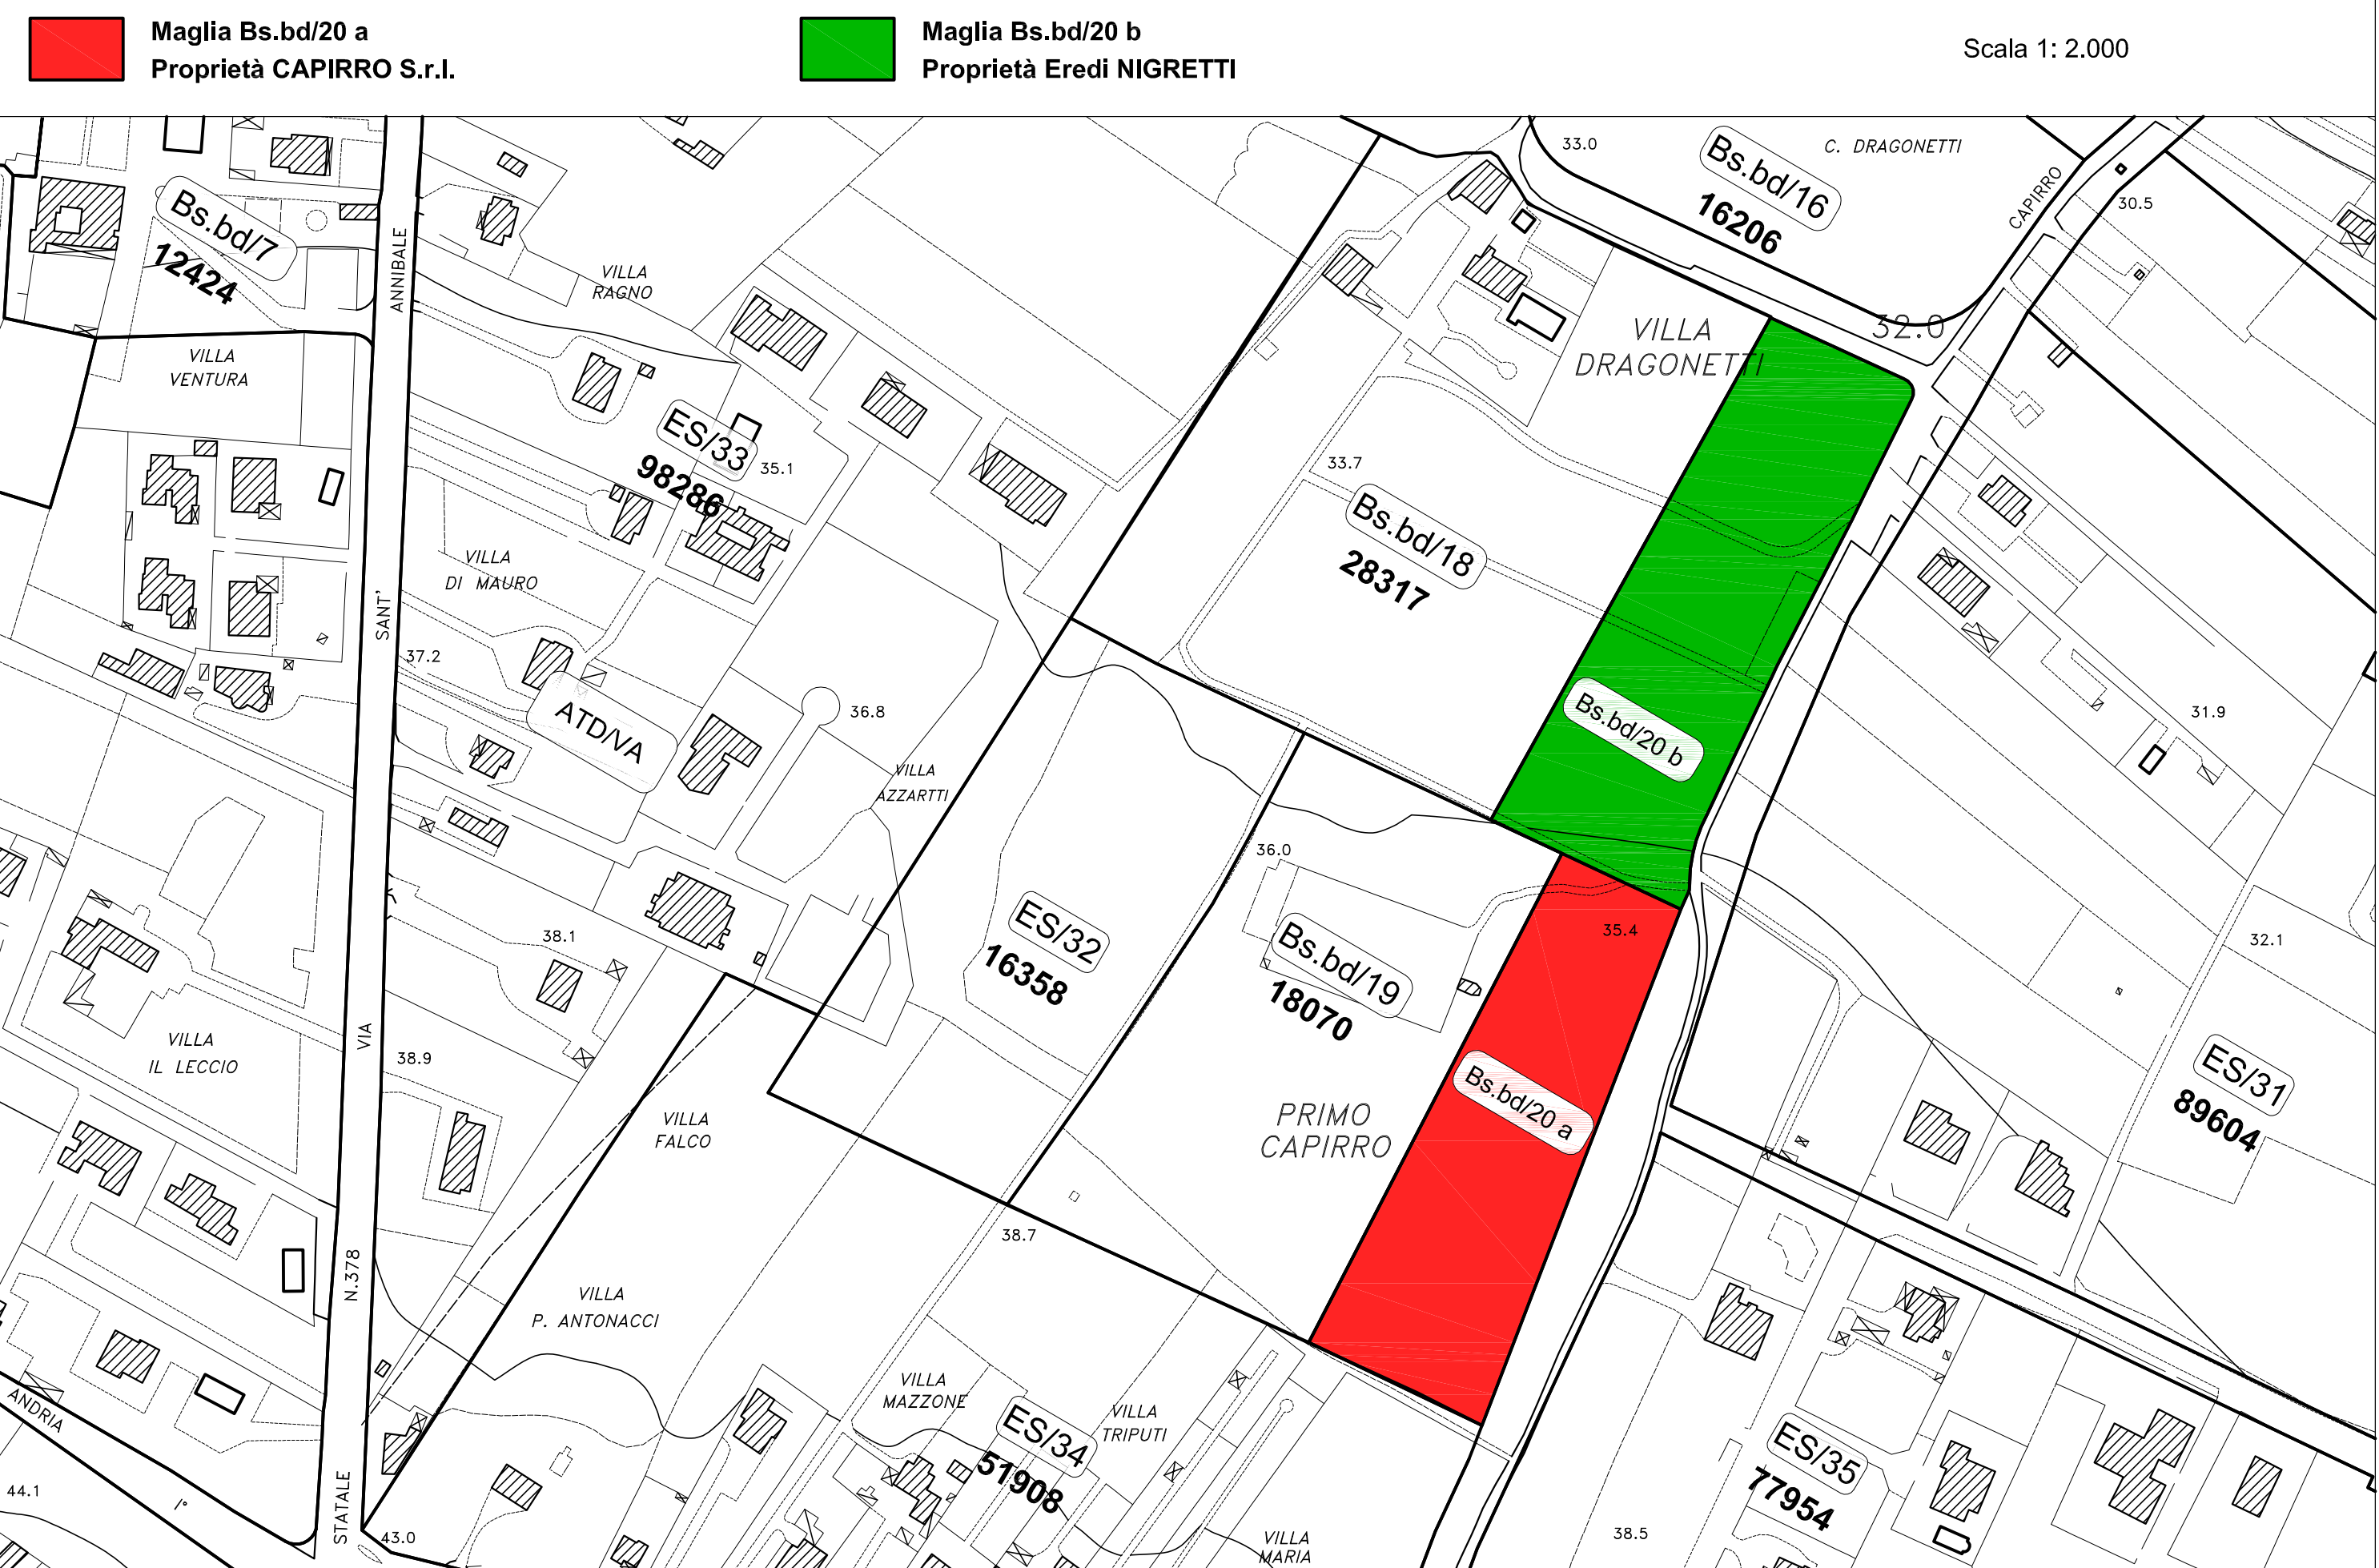 Maglia Bs.bd/20 a
Proprietà CAPIRRO S.r.l.
Maglia Bs.bd/20 b
Proprietà Eredi NIGRETTI
Scala 1: 2.000
33.0
C. DRAGONETTI
Bs.bd/16
16206
CAPIRRO
30.5
Bs.bd/7
12424
ANNIBALE
VILLA
RAGNO
VILLA
VENTURA
VILLA
DRAGONETTI
32.0
ES/33
98286
35.1
33.7
Bs.bd/18
28317
VILLA
DI MAURO
SANT'
37.2
ATD/VA
36.8
VILLA
AZZARTTI
Bs.bd/20 b
31.9
36.0
ES/32
16358
Bs.bd/19
18070
35.4
38.1
32.1
VIA
38.9
VILLA
IL LECCIO
VILLA
FALCO
PRIMO
CAPIRRO
Bs.bd/20 a
ES/31
89604
38.7
N.378
VILLA
P. ANTONACCI
VILLA
MAZZONE
VILLA
TRIPUTI
ES/34
51908
ES/35
77954
ANDRIA
44.1
1°
STATALE
43.0
38.5
VILLA
MARIA